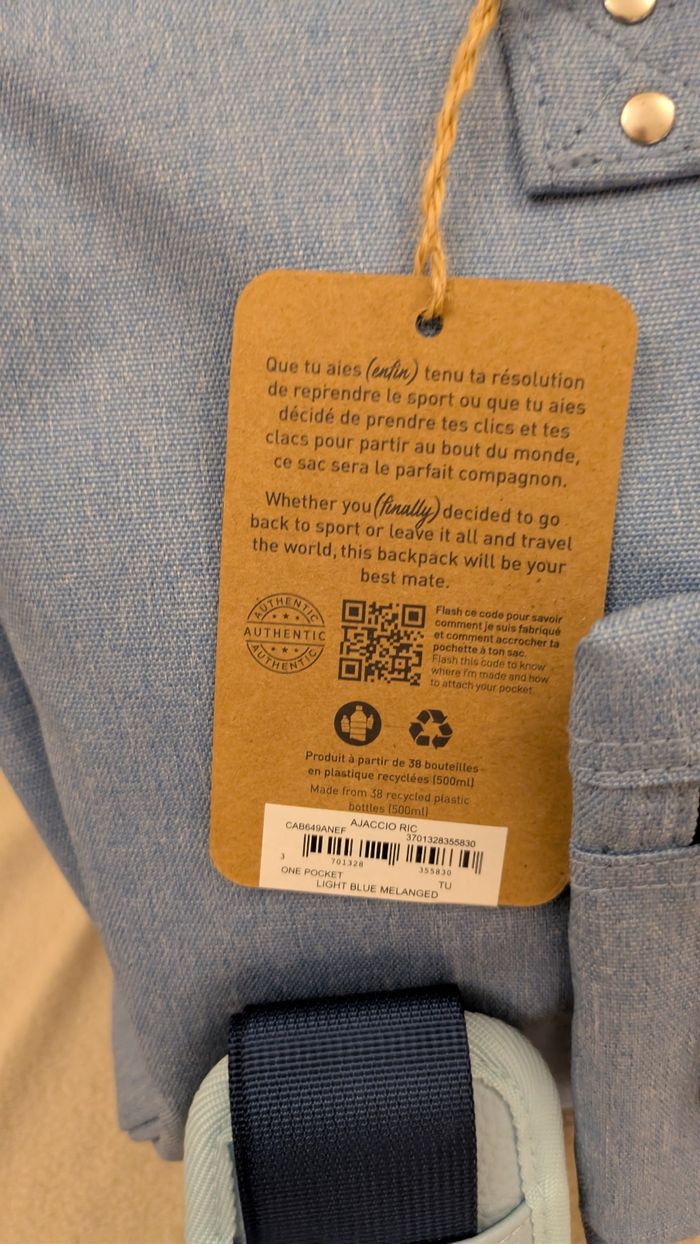 Que tu aies (enfin) tenu ta résolution
de reprendre le sport ou que tu aies
décidé de prendre tes clics et tes
clacs pour partir au bout du monde,
ce sac sera le parfait compagnon.
Whether you (finally) decided to go
back to sport or leave it all and travel
the world, this backpack will be your
best mate.
AUTHENTIC
AUTHENTIC
AUTHENTIC
Flash ce code pour savoir
comment je suis fabriqué
et comment accrocher ta
pochette à ton sac.
Flash this code to know
where i'm made and how
to attach your pocket.
Produit à partir de 38 bouteilles
en plastique recyclées (500ml)
Made from 38 recycled plastic
bottles (500ml)
AJACCIO RIC
CAB649ANEF 3701328355830
3 701328 355830
ONE POCKET TU
LIGHT BLUE MELANGED